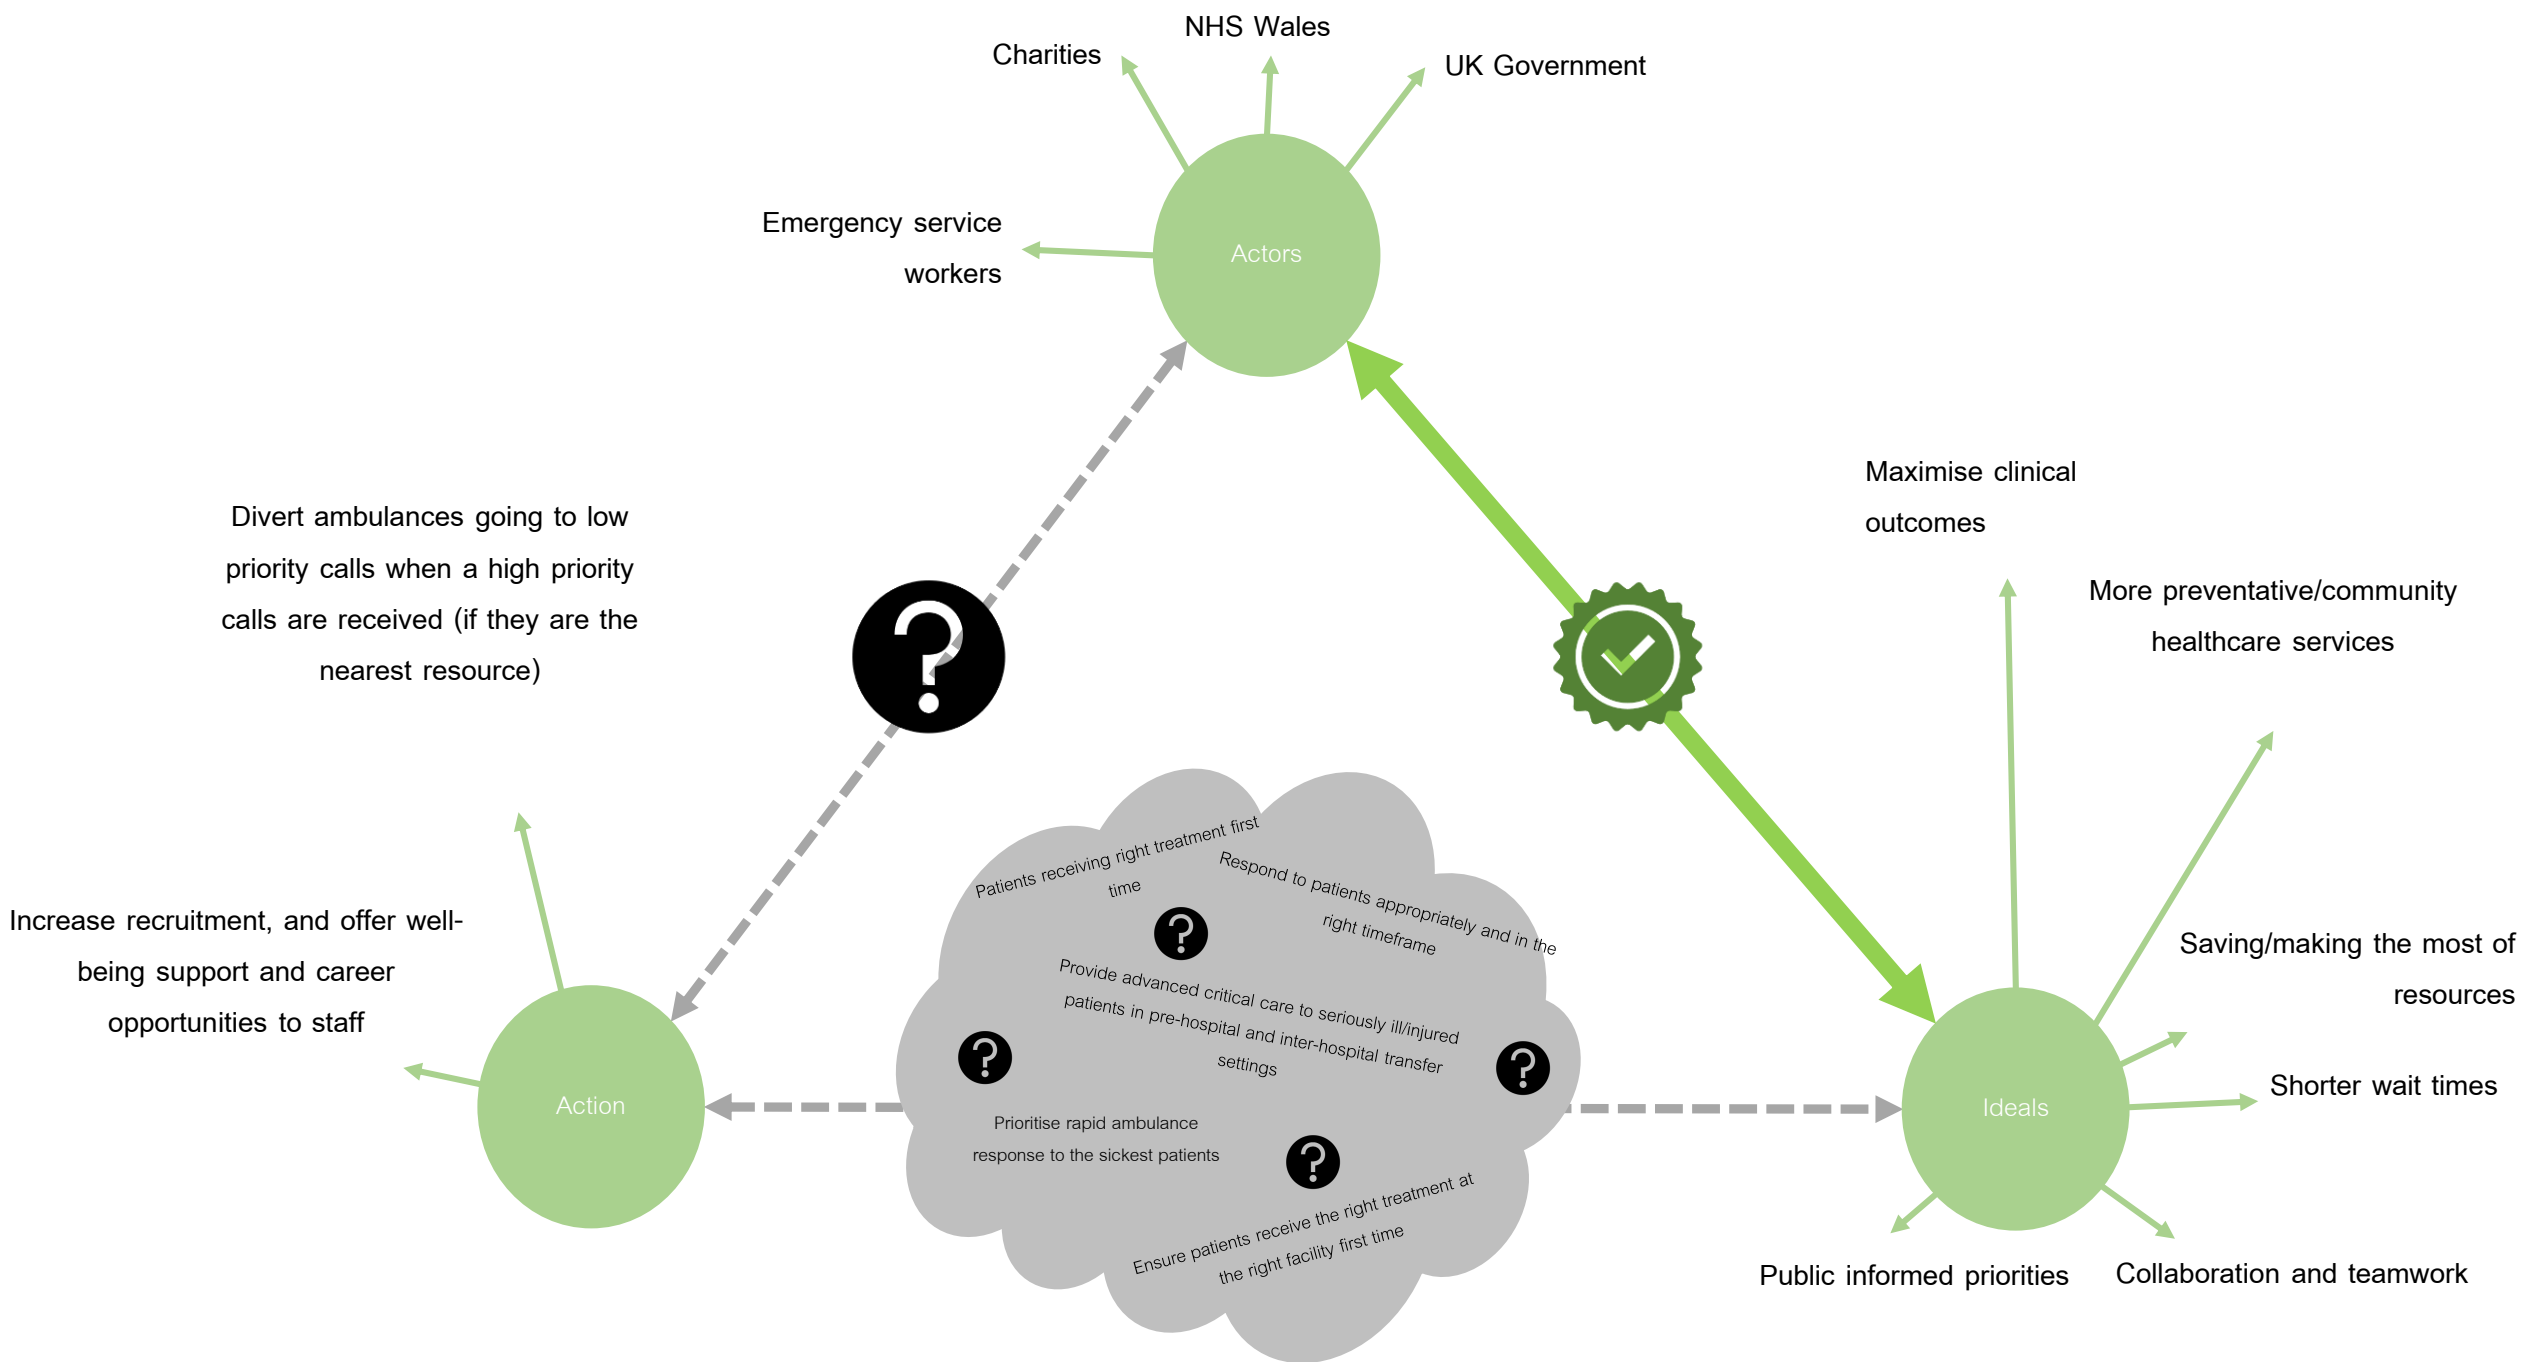 NHS Wales
Charities
UK Government
Emergency service
workers
Actors
Maximise clinical
outcomes
Divert ambulances going to low
priority calls when a high priority
calls are received (if they are the
nearest resource)
More preventative/community
healthcare services
Patients receiving right treatment first
time
Respond to patients appropriately and in the
right timeframe
Provide advanced critical care to seriously ill/injured
patients in pre-hospital and inter-hospital transfer
settings
Prioritise rapid ambulance
response to the sickest patients
Ensure patients receive the right treatment at
the right facility first time
Increase recruitment, and offer well-
being support and career
opportunities to staff
Action
Saving/making the most of
resources
Shorter wait times
Ideals
Public informed priorities
Collaboration and teamwork